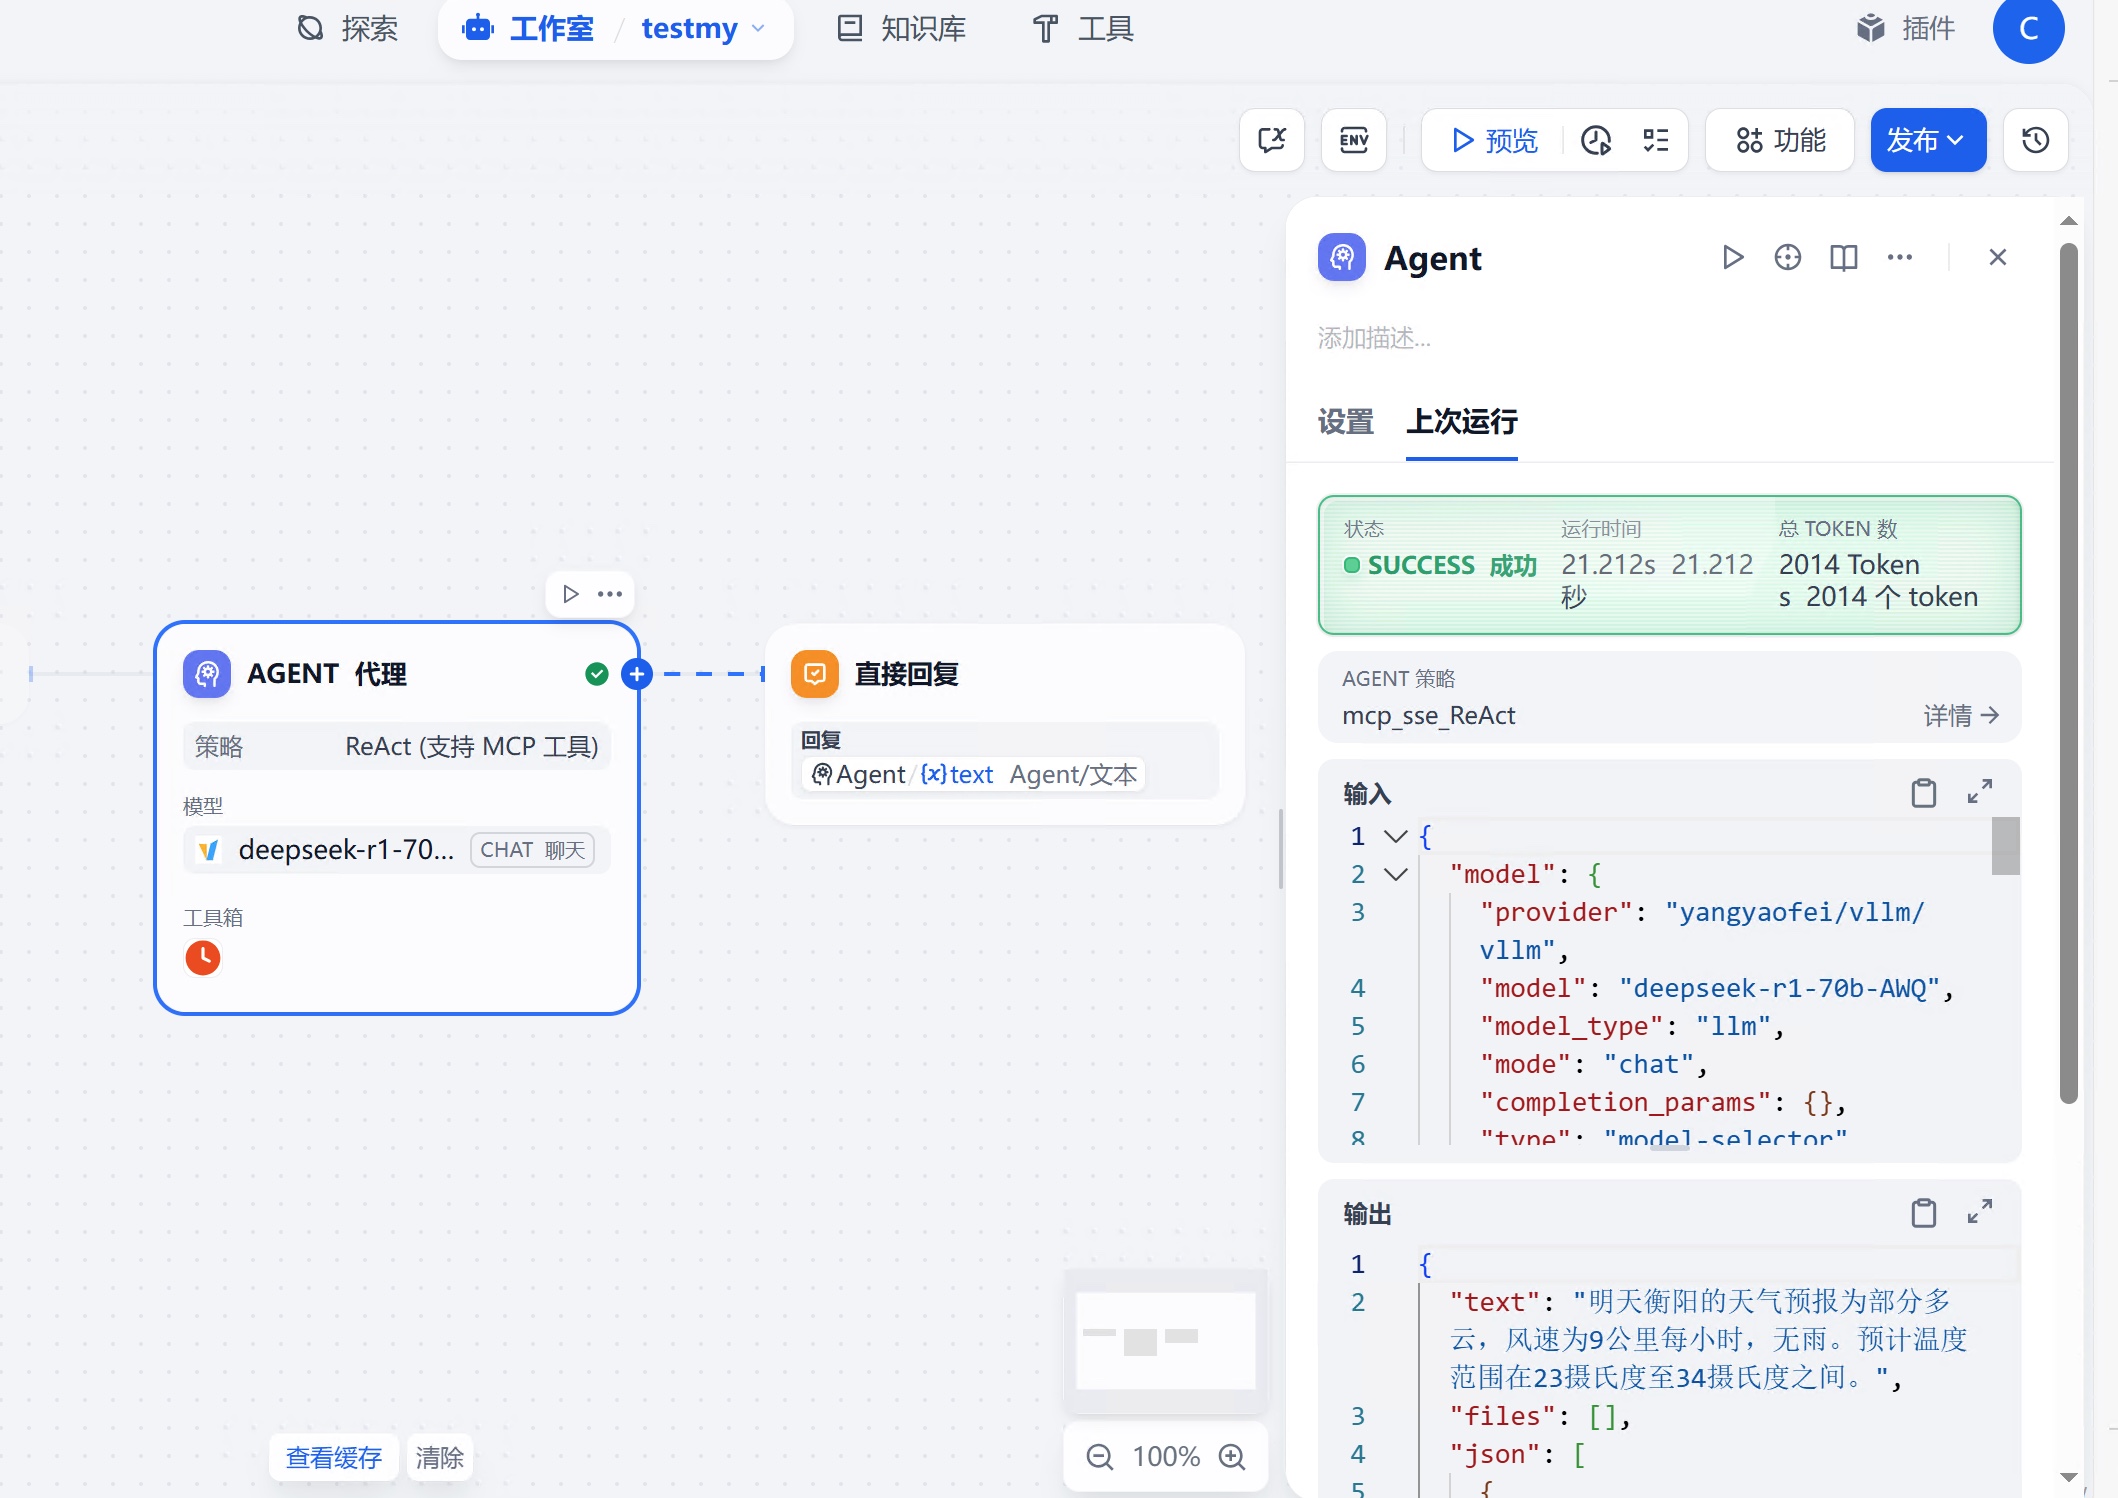 探索
工作室 / testmy
知识库
工具
插件
C
ENV
预览
功能
发布
Agent
添加描述...
设置
上次运行
状态
运行时间
总 TOKEN 数
SUCCESS 成功
21.212s 21.212
秒
2014 Token
s 2014 个 token
AGENT 策略
mcp_sse_ReAct
详情
输入
1 {
2 "model": {
3 "provider": "yangyaofei/vllm/
vllm",
4 "model": "deepseek-r1-70b-AWQ",
5 "model_type": "llm",
6 "mode": "chat",
7 "completion_params": {},
8 "type": "model-selector"
输出
1 {
2 "text": "明天衡阳的天气预报为部分多
云，风速为9公里每小时，无雨。预计温度
范围在23摄氏度至34摄氏度之间。",
3 "files": [],
4 "json": [
5 {
AGENT 代理
策略 ReAct (支持 MCP 工具)
模型
deepseek-r1-70... CHAT 聊天
工具箱
直接回复
回复
Agent/{x}text Agent/文本
查看缓存
清除
100%